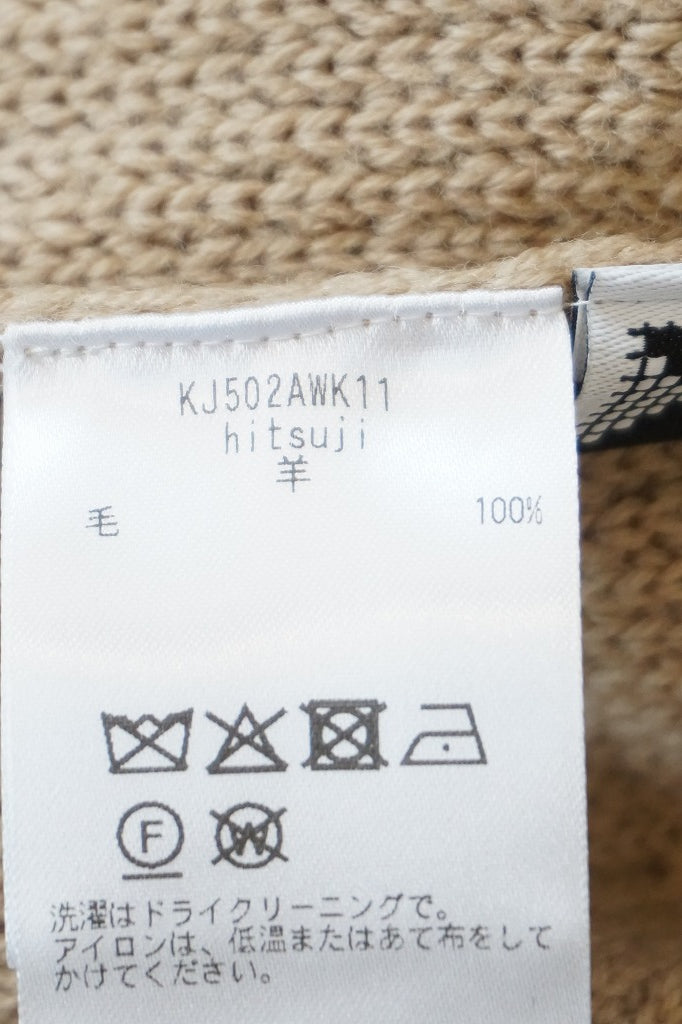 KJ502AWK11
hitsuji
羊
毛 100%
F
W
洗濯はドライクリーニングで。
アイロンは、低温またはあて布をして
かけてください。